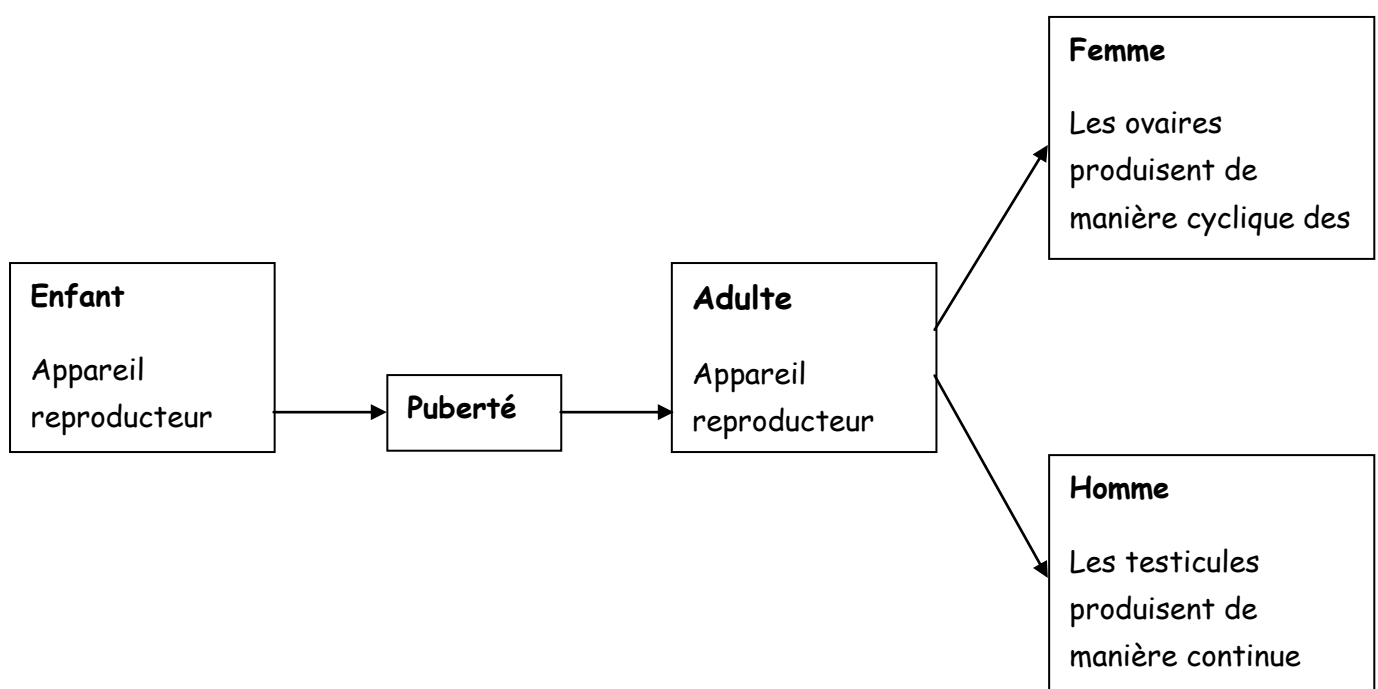 Enfant
Appareil
reproducteur
Puberté
Adulte
Appareil
reproducteur
Femme
Les ovaires
produisent de
manière cyclique des
Homme
Les testicules
produisent de
manière continue